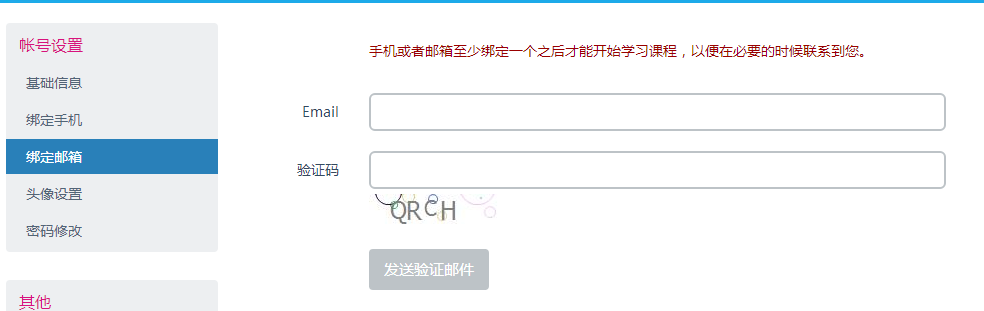 帐号设置
基础信息
绑定手机
绑定邮箱
头像设置
密码修改
其他
手机或者邮箱至少绑定一个之后才能开始学习课程，以便在必要的时候联系到您。
Email
验证码
QRCH
发送验证邮件